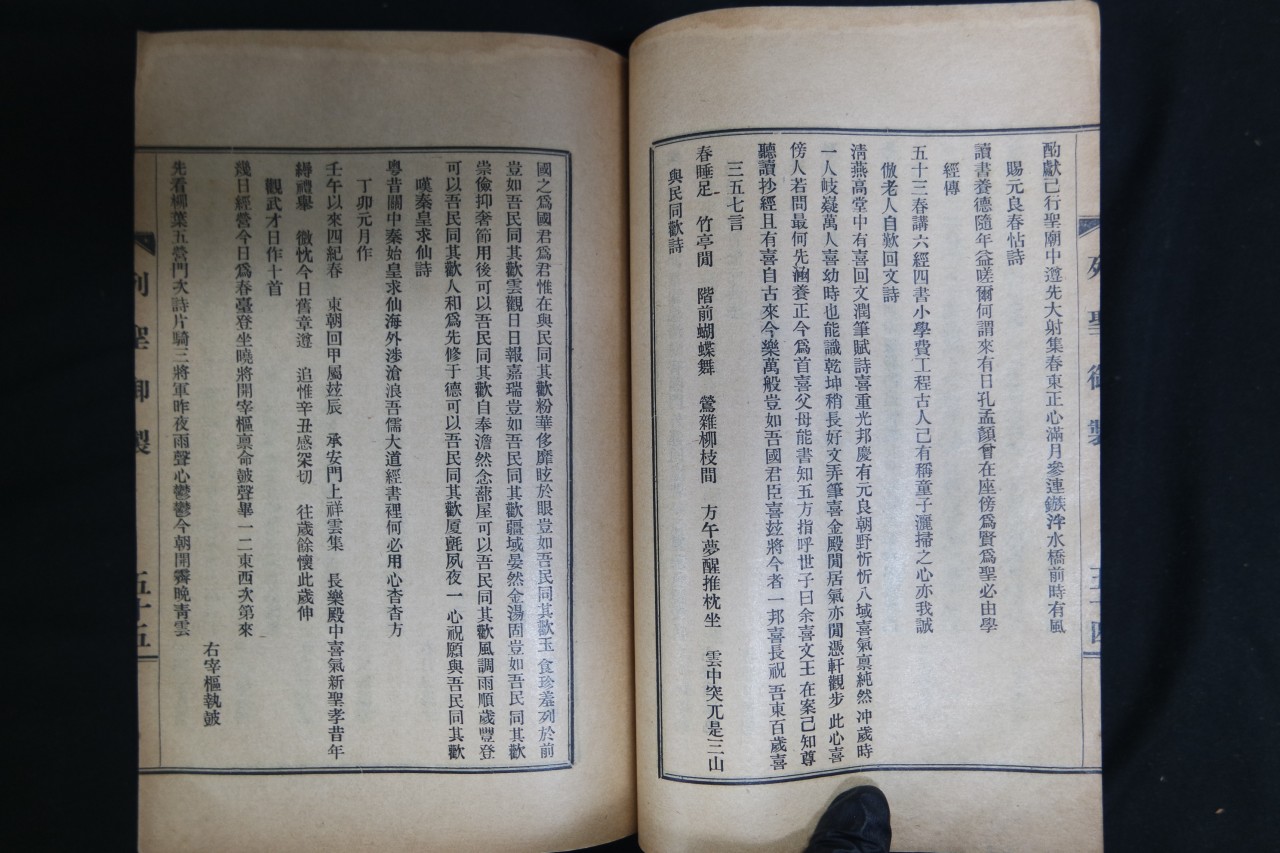 酌獻己行聖廟中遵先大射集春東正心滿月參連鏃泮水橋前時有風
賜元良春帖詩
讀書養德隨年益嗟爾何謂來有日孔孟顏曾在座傍爲賢爲聖必由學
經傳
五十三春講六經四書小學費工程古人己有稱童子灑掃之心亦我誠
倣老人自歎回文詩
淸燕高堂中有喜回文潤筆賦詩喜重光邦慶有元良朝野忻忻八域喜氣禀純然冲歲時
一人岐嶷萬人喜幼時也能識乾坤稍長好文弄筆喜金殿閒居氣亦閒憑軒觀步此心喜
傍人若問最何先涵養正今爲首喜父母能書知五方指呼世子曰余喜文王在案己知尊
聽讀抄經且有喜自古來今樂萬般豈如吾國君臣喜玆將今者一邦喜長祝吾東百歲喜
三五七言
春睡足 竹亭閒 階前蝴蝶舞 鶯雜柳枝間 方午夢醒推枕坐 雲中突兀是三山
與民同歡詩
列聖御製 五十四
國之爲國君爲君惟在與民同其歡粉華侈靡眩於眼豈如吾民同其歡玉食珍羞列於前
豈如吾民同其歡雲觀日日報嘉瑞豈如吾民同其歡疆域晏然金湯固豈如吾民同其歡
崇儉抑奢節用後可以吾民同其歡自奉澹然念蔀屋可以吾民同其歡風調雨順歲豐登
可以吾民同其歡人和爲先修于德可以吾民同其歡厦氈夙夜一心祝願與吾民同其歡
嘆秦皇求仙詩
粤昔關中秦始皇求仙海外涉滄浪吾儒大道經書裡何必用心杳杳方
丁卯元月作
壬午以來四紀春 東朝回甲屬玆辰 承安門上祥雲集 長樂殿中喜氣新聖孝昔年
縟禮擧 微忱今日舊章遵 追惟辛丑感深切 往歲餘懷此歲伸
觀武才日作十首
幾日經營今日爲春臺登坐曉將開宰樞禀命皷聲畢一二東西次第來
右宰樞執皷
先看柳葉五營門次詩片騎三將軍昨夜雨聲心鬱鬱今朝開霽晚靑雲
列聖御製 五十五